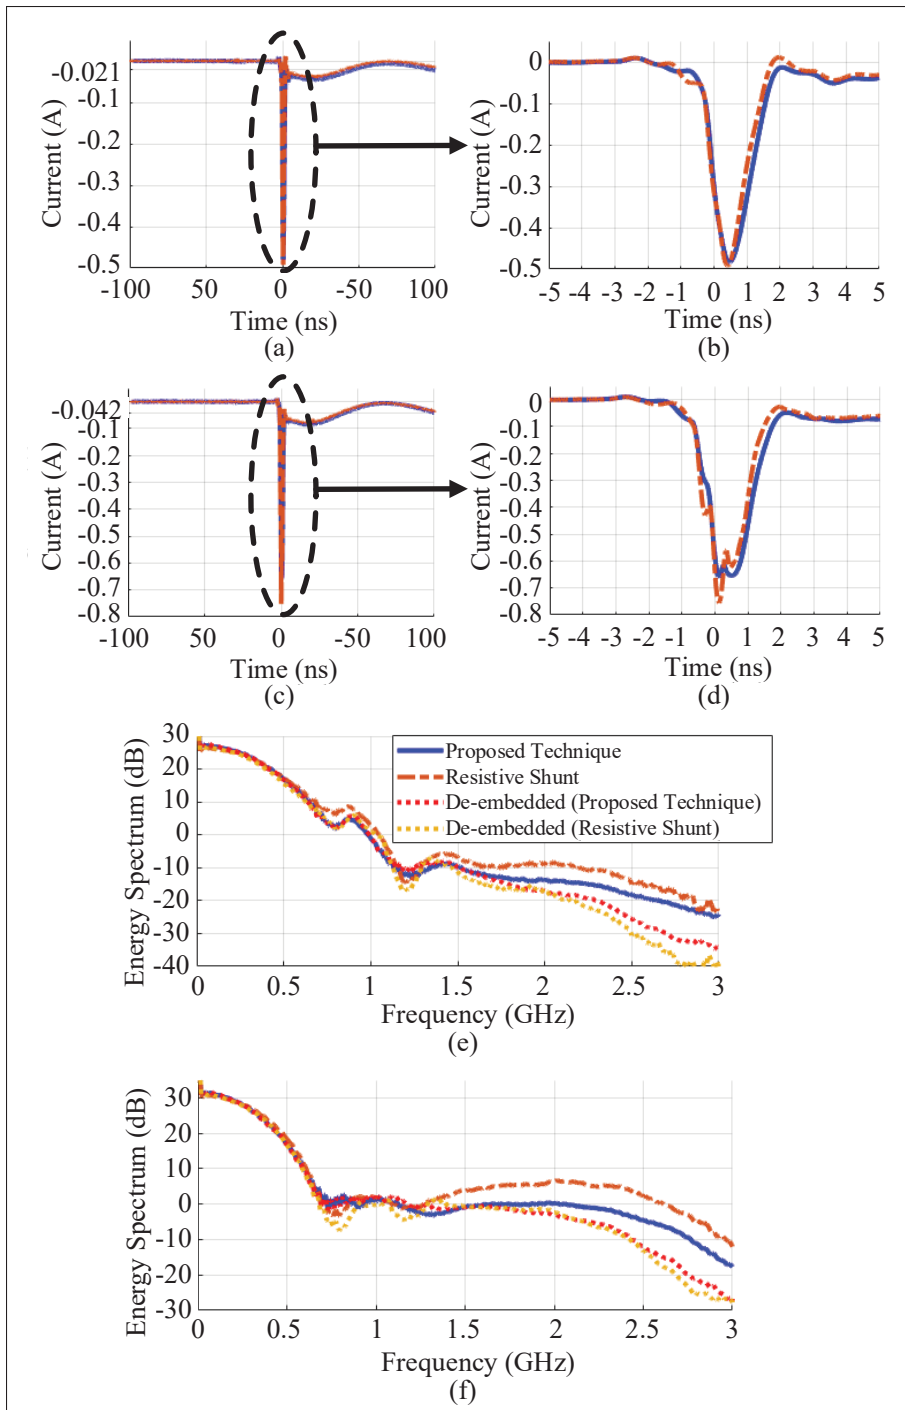 0
-0.021
-0.1
-0.2
-0.3
-0.4
-0.5
Current (A)
-100 50 0 -50 100
Time (ns)
(a)
-0.1
-0.2
-0.3
-0.4
-0.5
Current (A)
-5 -4 -3 -2 -1 0 1 2 3 4 5
Time (ns)
(b)
-0.042
-0.1
-0.2
-0.3
-0.4
-0.5
-0.6
-0.7
-0.8
Current (A)
-100 50 0 -50 100
Time (ns)
(c)
0
-0.1
-0.2
-0.3
-0.4
-0.5
-0.6
-0.7
-0.8
Current (A)
-5 -4 -3 -2 -1 0 1 2 3 4 5
Time (ns)
(d)
30
20
10
0
-10
-20
-30
-40
Energy Spectrum (dB)
Proposed Technique
Resistive Shunt
De-embedded (Proposed Technique)
De-embedded (Resistive Shunt)
0 0.5 1 1.5 2 2.5 3
Frequency (GHz)
(e)
30
20
10
0
-10
-20
-30
Energy Spectrum (dB)
0 0.5 1 1.5 2 2.5 3
Frequency (GHz)
(f)